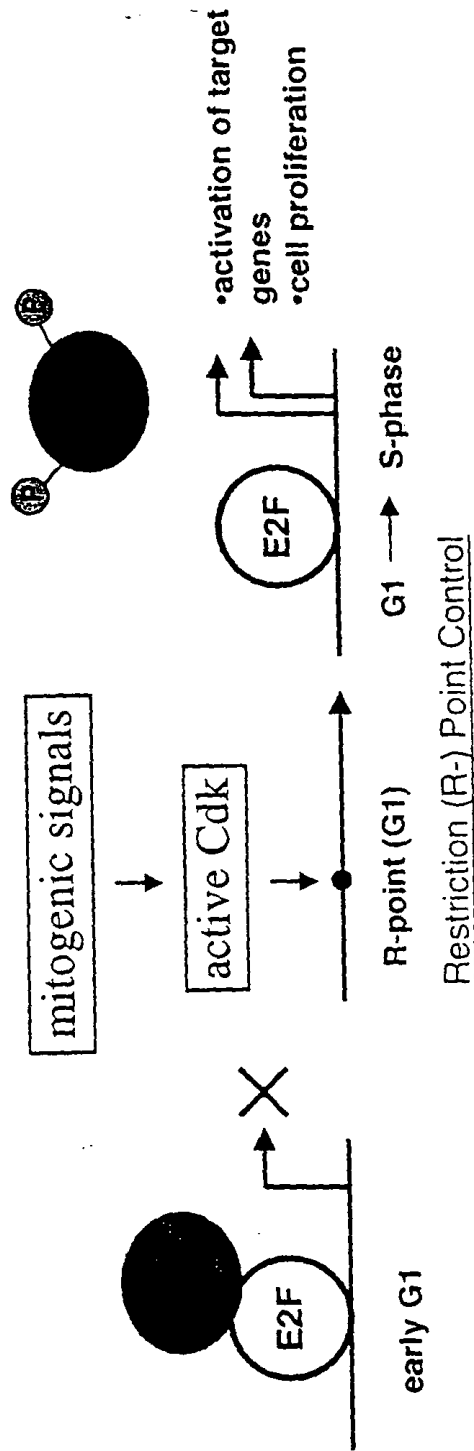 E2F
early G1
mitogenic signals
active Cdk
R-point (G1)
P
P
E2F
•activation of target
genes
•cell proliferation
G1
S-phase
Restriction (R-) Point Control